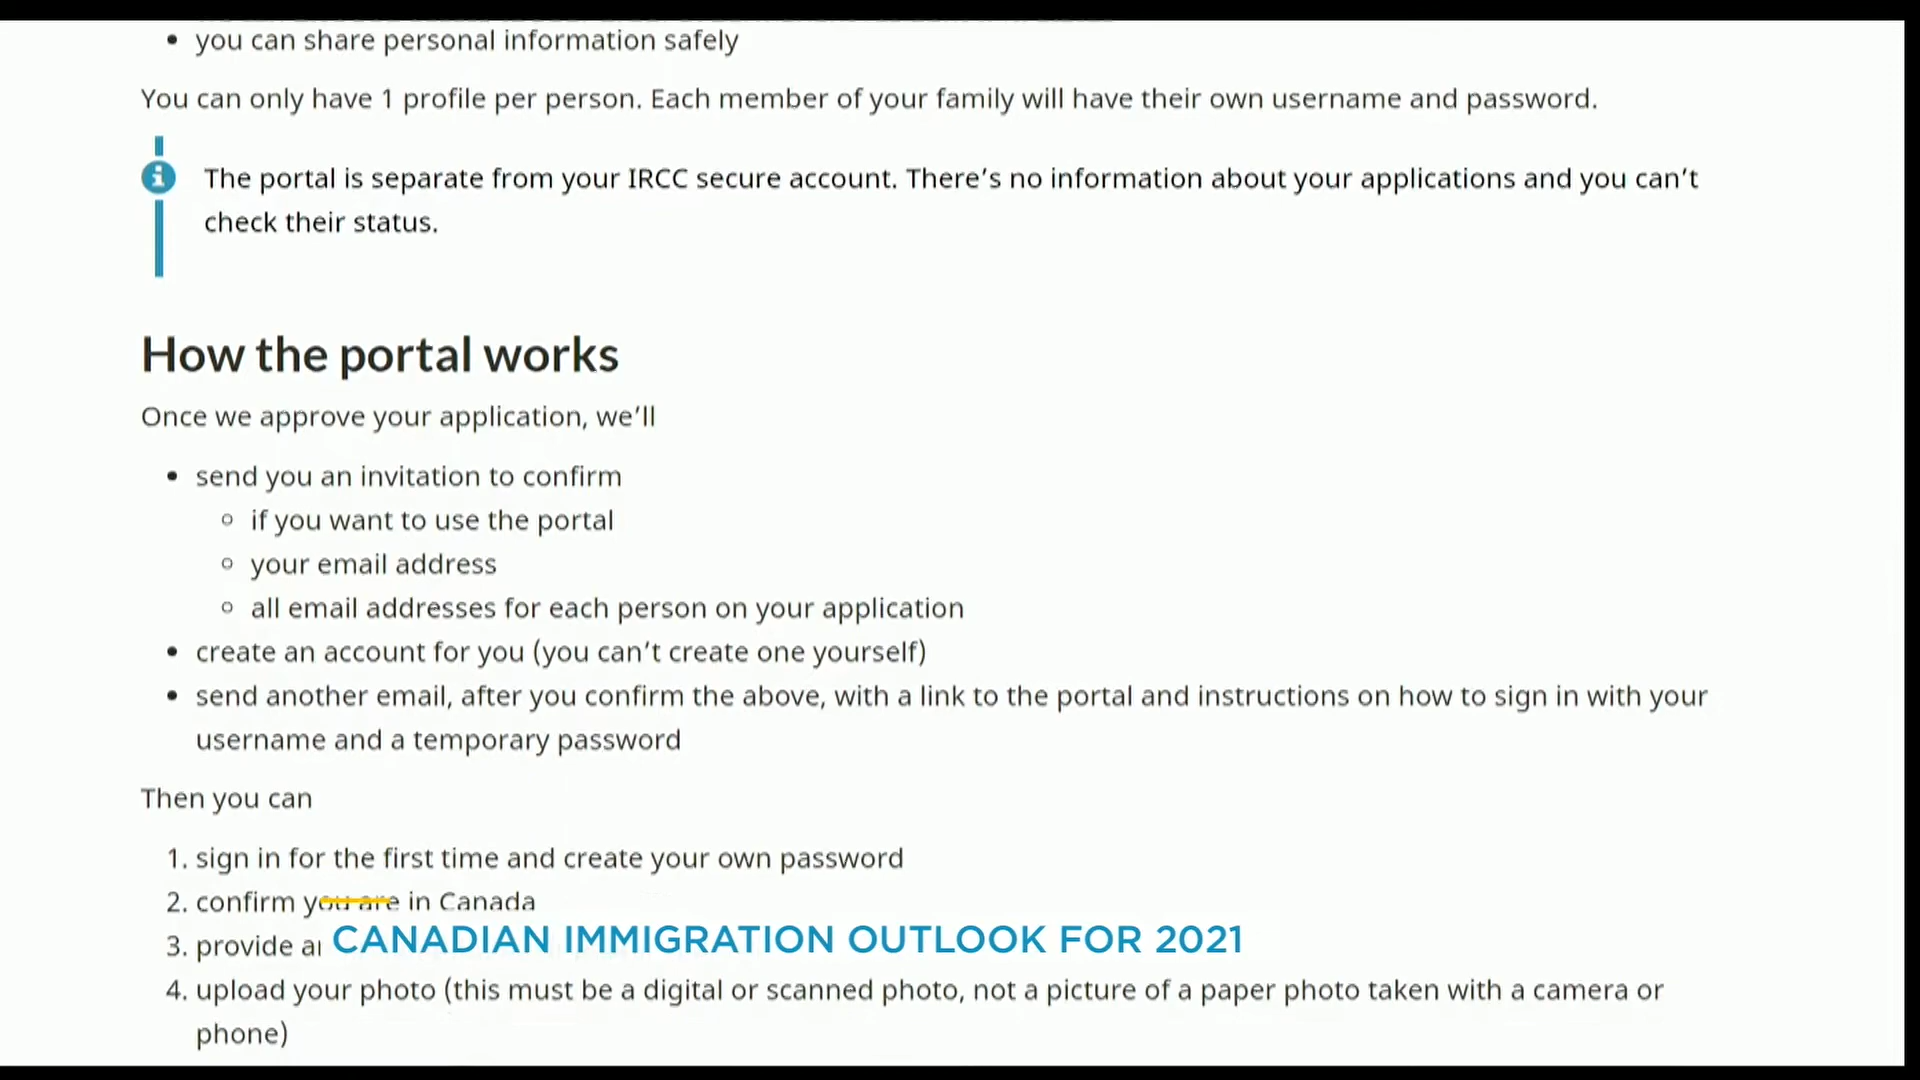 you can share personal information safely
You can only have 1 profile per person. Each member of your family will have their own username and password.
The portal is separate from your IRCC secure account. There's no information about your applications and you can't
check their status.
How the portal works
Once we approve your application, we'll
send you an invitation to confirm
if you want to use the portal
your email address
all email addresses for each person on your application
create an account for you (you can't create one yourself)
send another email, after you confirm the above, with a link to the portal and instructions on how to sign in with your
username and a temporary password
Then you can
1. sign in for the first time and create your own password
2. confirm you are in Canada
3. provide
CANADIAN IMMIGRATION OUTLOOK FOR 2021
4. upload your photo (this must be a digital or scanned photo, not a picture of a paper photo taken with a camera or
phone)